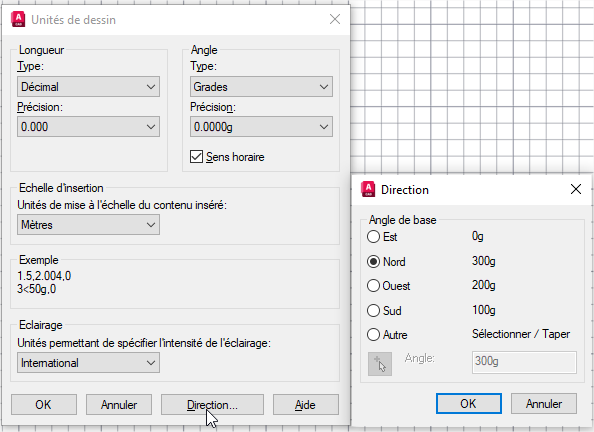 Unités de dessin
Longueur
Type:
Décimal
Précision:
0.000
Angle
Type:
Grades
Précision:
0.0000g
Sens horaire
Echelle d'insertion
Unités de mise à l'échelle du contenu inséré:
Mètres
Exemple
1.5,2.004,0
3<50g,0
Eclairage
Unités permettant de spécifier l'intensité de l'éclairage:
International
OK Annuler Direction... Aide
Direction
Angle de base
Est 0g
Nord 300g
Ouest 200g
Sud 100g
Autre Sélectionner / Taper
Angle: 300g
OK Annuler